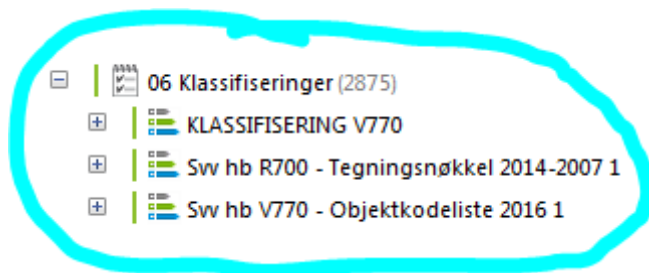 06 Klassifiseringer (2875)
KLASSIFISERING V770
Svv hb R700 - Tegningsnøkkel 2014-2007 1
Svv hb V770 - Objektkodeliste 2016 1